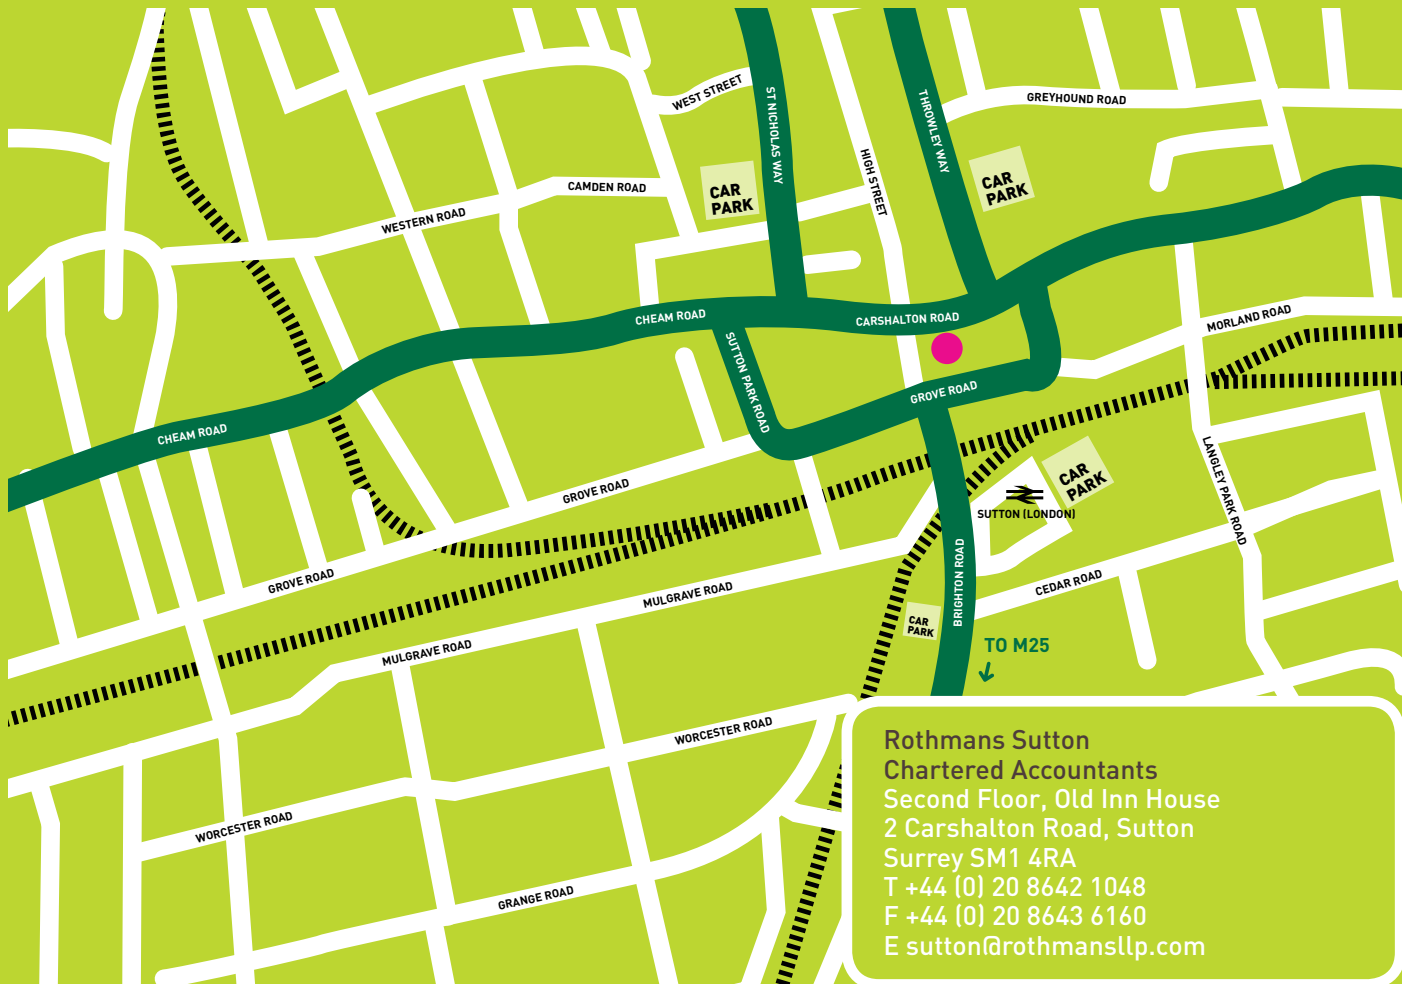 WEST STREET
ST NICHOLAS WAY
THROWLEY WAY
GREYHOUND ROAD
HIGH STREET
CAR
PARK
CAR
PARK
CAMDEN ROAD
WESTERN ROAD
CHEAM ROAD
CARSHALTON ROAD
MORLAND ROAD
SUTTON PARK ROAD
GROVE ROAD
CHEAM ROAD
LANGLEY PARK ROAD
CAR
PARK
GROVE ROAD
SUTTON (LONDON)
GROVE ROAD
BRIGHTON ROAD
CEDAR ROAD
MULGRAVE ROAD
CAR
PARK
MULGRAVE ROAD
TO M25
WORCESTER ROAD
WORCESTER ROAD
GRANGE ROAD
Rothmans Sutton
Chartered Accountants
Second Floor, Old Inn House
2 Carshalton Road, Sutton
Surrey SM1 4RA
T +44 (0) 20 8642 1048
F +44 (0) 20 8643 6160
E sutton@rothmansllp.com